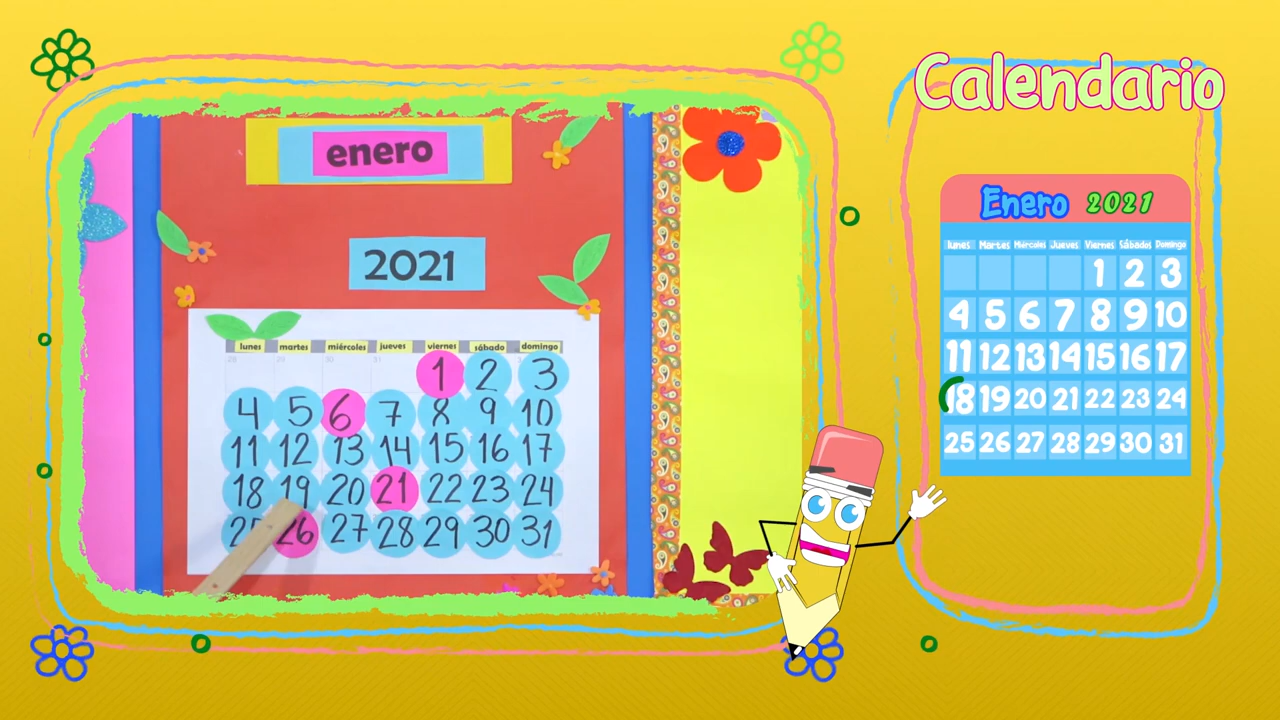 Calendario
enero
2021
lunes martes miércoles jueves viernes sábado domingo
1 2 3
4 5 6 7 8 9 10
11 12 13 14 15 16 17
18 19 20 21 22 23 24
25 26 27 28 29 30 31
Enero 2021
lunes Martes Miércoles Jueves Viernes Sábados Domingo
1 2 3
4 5 6 7 8 9 10
11 12 13 14 15 16 17
18 19 20 21 22 23 24
25 26 27 28 29 30 31